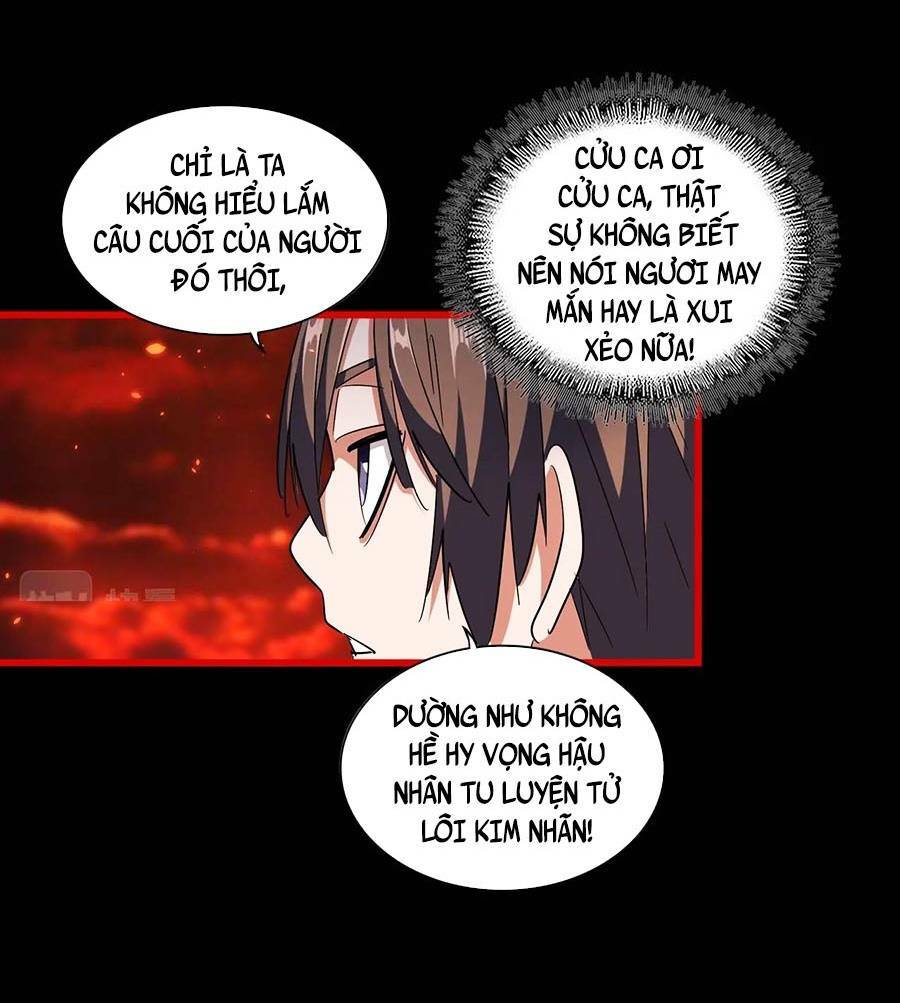 CHỈ LÀ TA
KHÔNG HIỂU LẮM
CÂU CUỐI CỦA NGƯỜI
ĐÓ THÔI,
CỬU CA ƠI
CỬU CA, THẬT
SỰ KHÔNG BIẾT
NÊN NÓI NGƯƠI MAY
MẮN HAY LÀ XUI
XẺO NỮA!
DƯỜNG NHƯ KHÔNG
HỀ HY VỌNG HẬU
NHÂN TU LUYỆN TỬ
LÔI KIM NHÃN!